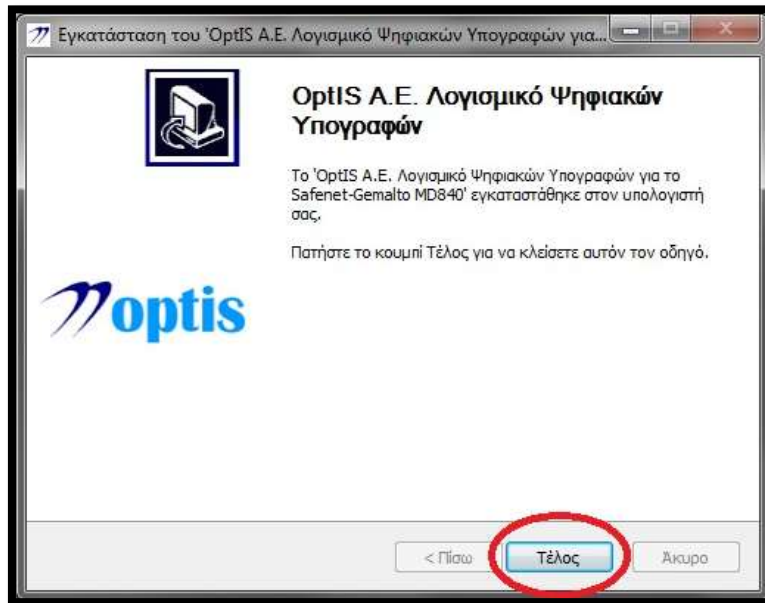 Εγκατάσταση του 'OptIS Α.Ε. Λογισμικό Ψηφιακών Υπογραφών για...
OptIS Α.Ε. Λογισμικό Ψηφιακών
Υπογραφών
Το 'OptIS Α.Ε. Λογισμικό Ψηφιακών Υπογραφών για το
Safenet-Gemalto MD840' εγκαταστάθηκε στον υπολογιστή
σας.
Πατήστε το κουμπί Τέλος για να κλείσετε αυτόν τον οδηγό.
optis
< Πίσω
Τέλος
Άκυρο